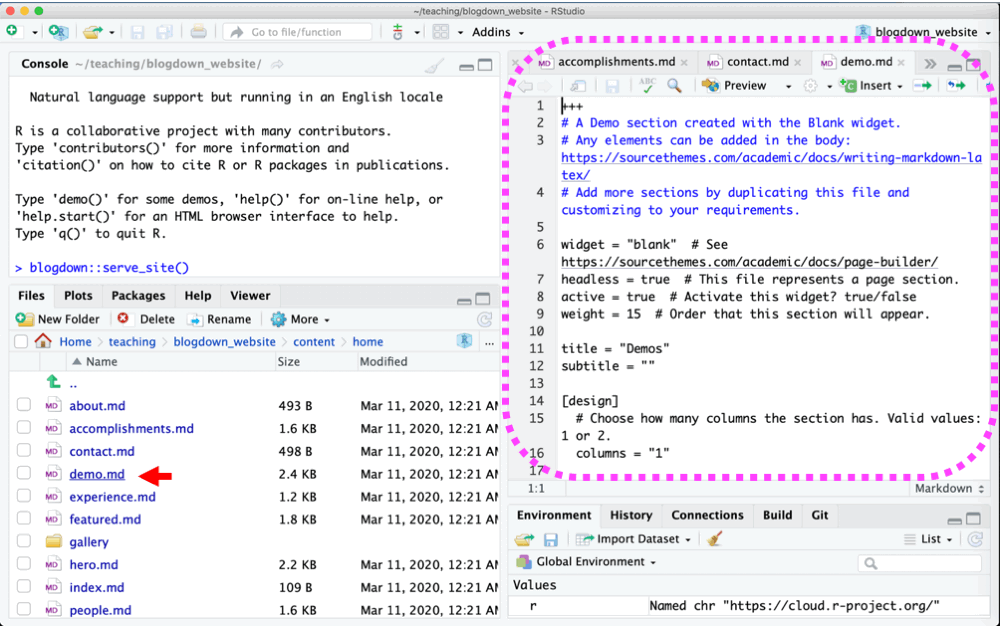 ~/teaching/blogdown_website - RStudio
Go to file/function
Addins
blogdown_website
Console ~/teaching/blogdown_website/
Natural language support but running in an English locale
R is a collaborative project with many contributors.
Type 'contributors()' for more information and
'citation()' on how to cite R or R packages in publications.
Type 'demo()' for some demos, 'help()' for on-line help, or
'help.start()' for an HTML browser interface to help.
Type 'q()' to quit R.
> blogdown::serve_site()
Files Plots Packages Help Viewer
New Folder Delete Rename More
Home teaching blogdown_website content home ...
Name Size Modified
..
MD about.md 493 B Mar 11, 2020, 12:21 AM
MD accomplishments.md 1.6 KB Mar 11, 2020, 12:21 AM
MD contact.md 498 B Mar 11, 2020, 12:21 AM
MD demo.md 2.4 KB Mar 11, 2020, 12:21 AM
MD experience.md 1.2 KB Mar 11, 2020, 12:21 AM
MD featured.md 1.8 KB Mar 11, 2020, 12:21 AM
gallery
MD hero.md 2.2 KB Mar 11, 2020, 12:21 AM
MD index.md 109 B Mar 11, 2020, 12:21 AM
MD people.md 1.6 KB Mar 11, 2020, 12:21 AM
MD accomplishments.md MD contact.md MD demo.md
ABC Preview Insert
1 +++
2 # A Demo section created with the Blank widget.
3 # Any elements can be added in the body:
https://sourcethemes.com/academic/docs/writing-markdown-la
tex/
4 # Add more sections by duplicating this file and
customizing to your requirements.
5
6 widget = "blank" # See
https://sourcethemes.com/academic/docs/page-builder/
7 headless = true # This file represents a page section.
8 active = true # Activate this widget? true/false
9 weight = 15 # Order that this section will appear.
10
11 title = "Demos"
12 subtitle = ""
13
14 [design]
15 # Choose how many columns the section has. Valid values:
1 or 2.
16 columns = "1"
17
1:1 Markdown
Environment History Connections Build Git
Import Dataset List
Global Environment
Values
r Named chr "https://cloud.r-project.org/"